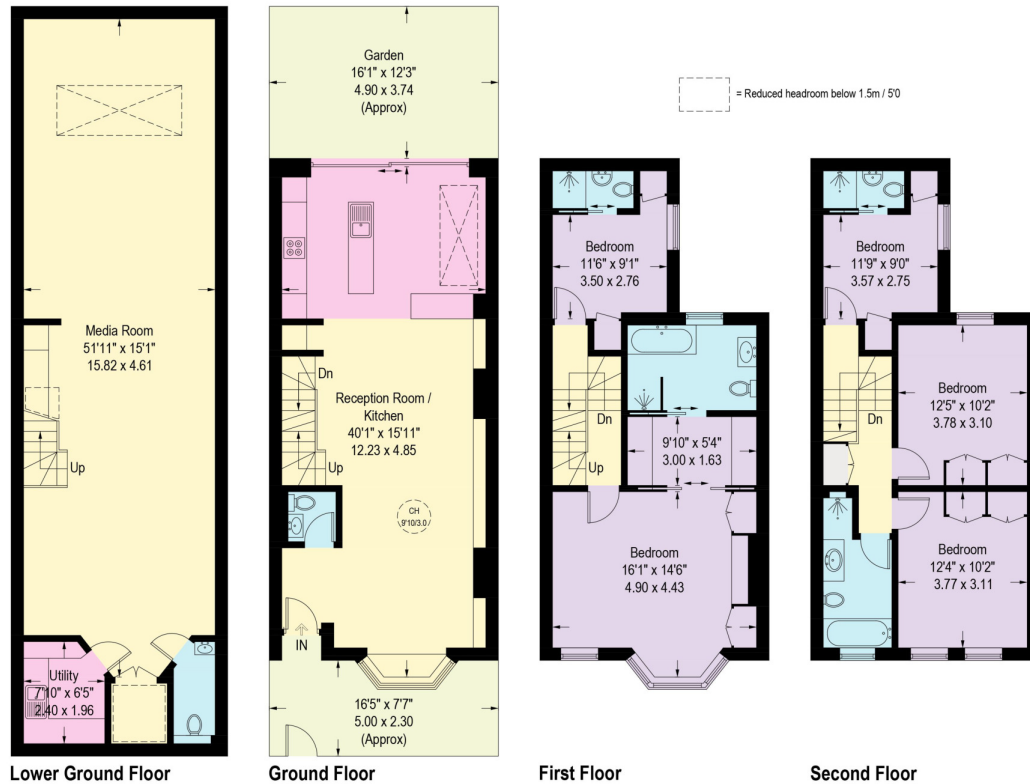 Garden
16'1" x 12'3"
4.90 x 3.74
(Approx)
= Reduced headroom below 1.5m / 5'0
Media Room
51'11" x 15'1"
15.82 x 4.61
Up
Utility
7'10" x 6'5"
2.40 x 1.96
Lower Ground Floor
Dn
Reception Room /
Kitchen
40'1" x 15'11"
12.23 x 4.85
Up
CH
9'10/3.0
IN
16'5" x 7'7"
5.00 x 2.30
(Approx)
Ground Floor
Bedroom
11'6" x 9'1"
3.50 x 2.76
Dn
Up
9'10" x 5'4"
3.00 x 1.63
Bedroom
16'1" x 14'6"
4.90 x 4.43
First Floor
Bedroom
11'9" x 9'0"
3.57 x 2.75
Bedroom
12'5" x 10'2"
3.78 x 3.10
Dn
Bedroom
12'4" x 10'2"
3.77 x 3.11
Second Floor